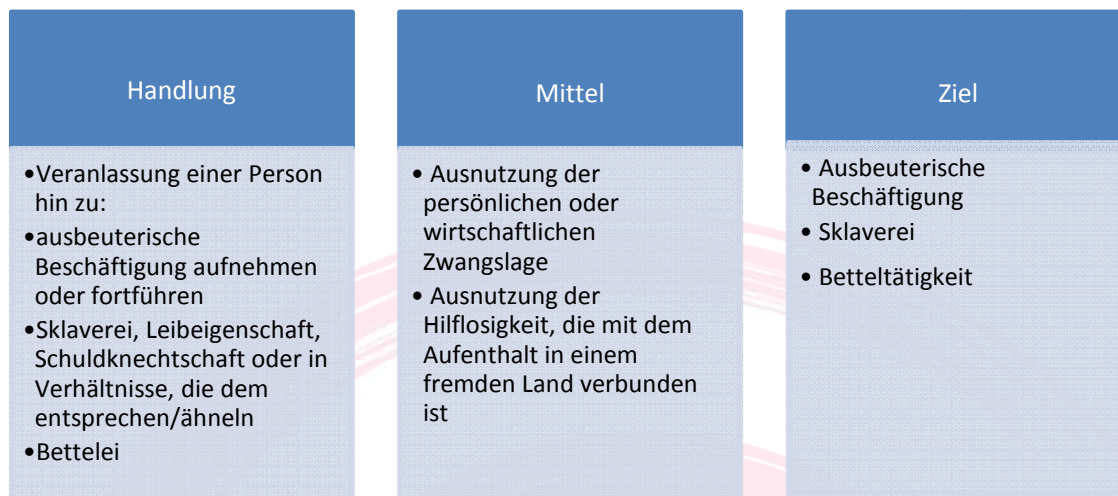 Handlung
•Veranlassung einer Person
hin zu:
•ausbeuterische
Beschäftigung aufnehmen
oder fortführen
•Sklaverei, Leibeigenschaft,
Schuldknechtschaft oder in
Verhältnisse, die dem
entsprechen/ähneln
•Bettelei
Mittel
• Ausnutzung der
persönlichen oder
wirtschaftlichen
Zwangslage
• Ausnutzung der
Hilflosigkeit, die mit dem
Aufenthalt in einem
fremden Land verbunden
ist
Ziel
• Ausbeuterische
Beschäftigung
• Sklaverei
• Betteltätigkeit